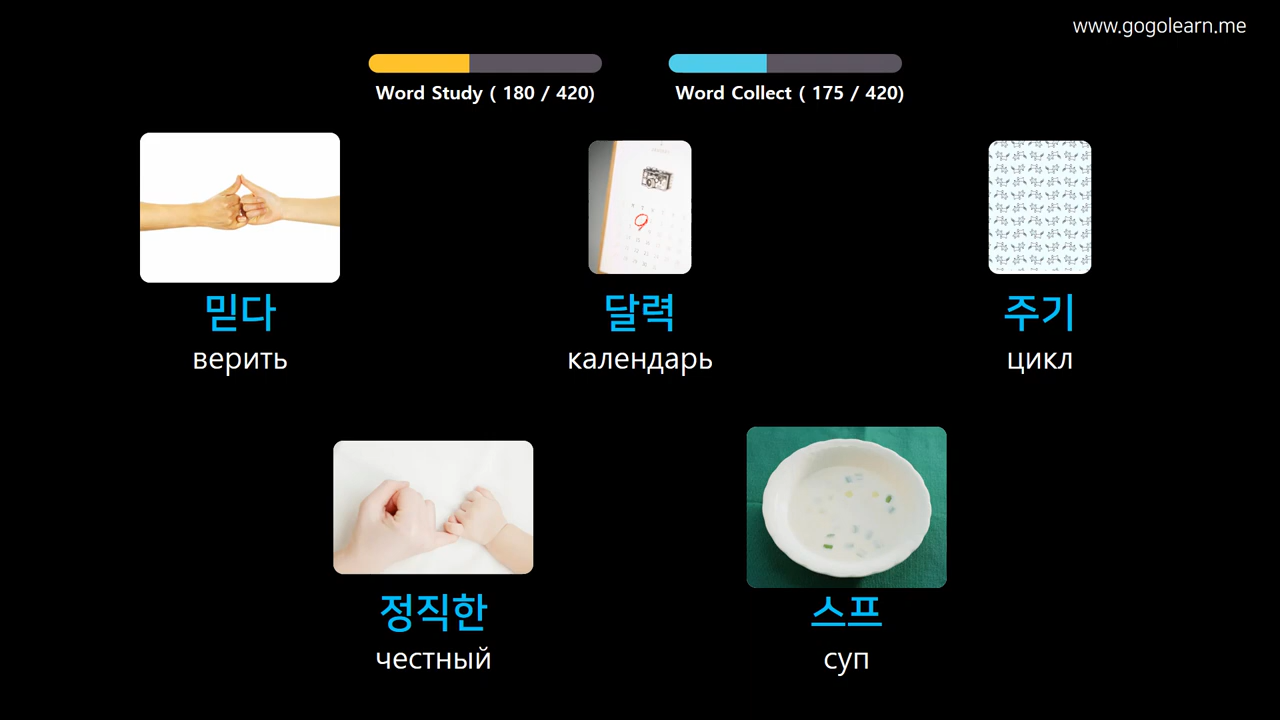 www.gogolearn.me
Word Study ( 180 / 420)
Word Collect ( 175 / 420)
믿다
верить
달력
календарь
주기
цикл
정직한
честный
스프
суп